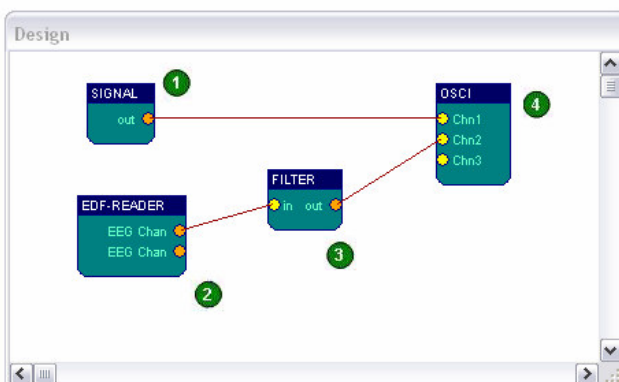 Design
SIGNAL
out
1
OSCI
Chn1
Chn2
Chn3
4
FILTER
in out
3
EDF-READER
EEG Chan
EEG Chan
2